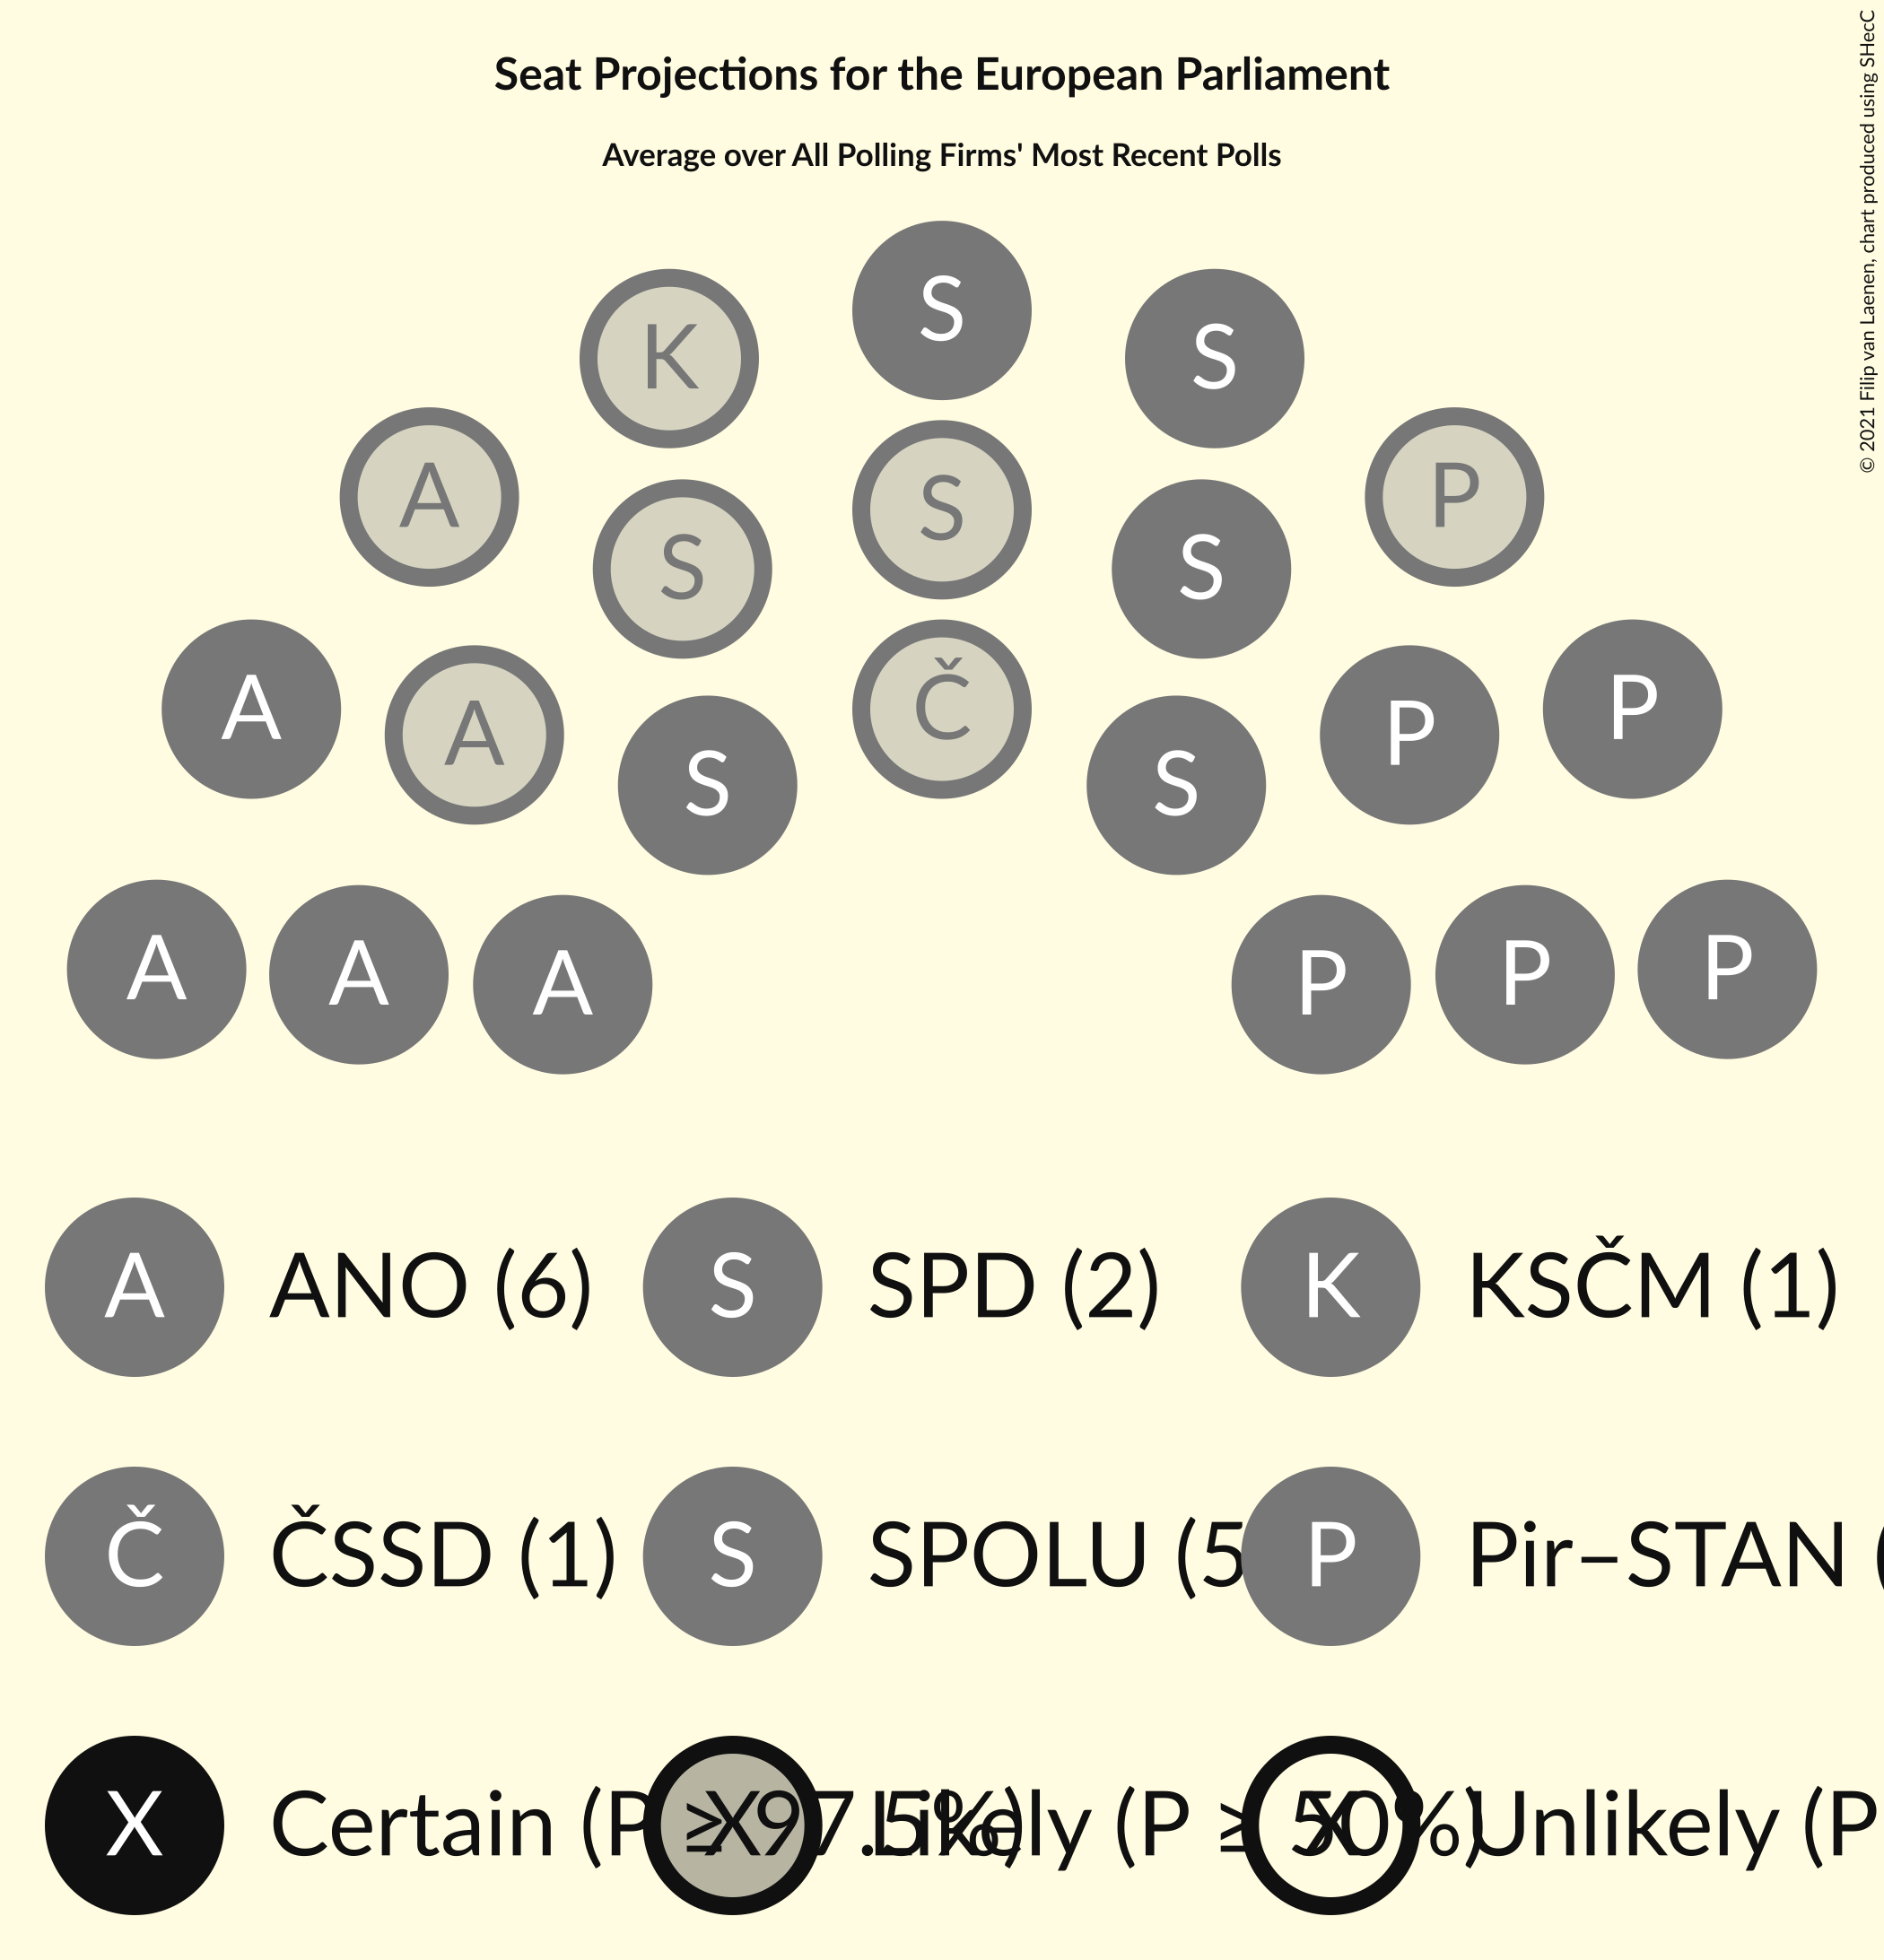 Seat Projections for the European Parliament
Average over All Polling Firms' Most Recent Polls
© 2021 Filip van Laenen, chart produced using SHecC
S
K S
S
A P
S S
A P
Č
A P
A P
S S
A P
A P
A P
A ANO (6) S SPD (2) K KSČM (1)
Č ČSSD (1) S SPOLU (5 P Pir–STAN (
X Certain (P ≥ 97.5%) X Likely (P ≥ 50%) X Unlikely (P